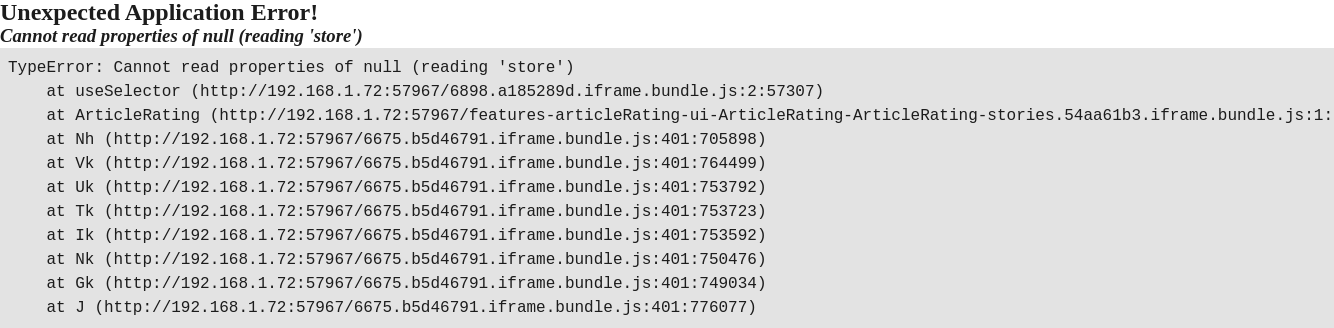 Unexpected Application Error!
Cannot read properties of null (reading 'store')
TypeError: Cannot read properties of null (reading 'store')
    at useSelector (http://192.168.1.72:57967/6898.a185289d.iframe.bundle.js:2:57307)
    at ArticleRating (http://192.168.1.72:57967/features-articleRating-ui-ArticleRating-ArticleRating-stories.54aa61b3.iframe.bundle.js:1:
    at Nh (http://192.168.1.72:57967/6675.b5d46791.iframe.bundle.js:401:705898)
    at Vk (http://192.168.1.72:57967/6675.b5d46791.iframe.bundle.js:401:764499)
    at Uk (http://192.168.1.72:57967/6675.b5d46791.iframe.bundle.js:401:753792)
    at Tk (http://192.168.1.72:57967/6675.b5d46791.iframe.bundle.js:401:753723)
    at Ik (http://192.168.1.72:57967/6675.b5d46791.iframe.bundle.js:401:753592)
    at Nk (http://192.168.1.72:57967/6675.b5d46791.iframe.bundle.js:401:750476)
    at Gk (http://192.168.1.72:57967/6675.b5d46791.iframe.bundle.js:401:749034)
    at J (http://192.168.1.72:57967/6675.b5d46791.iframe.bundle.js:401:776077)